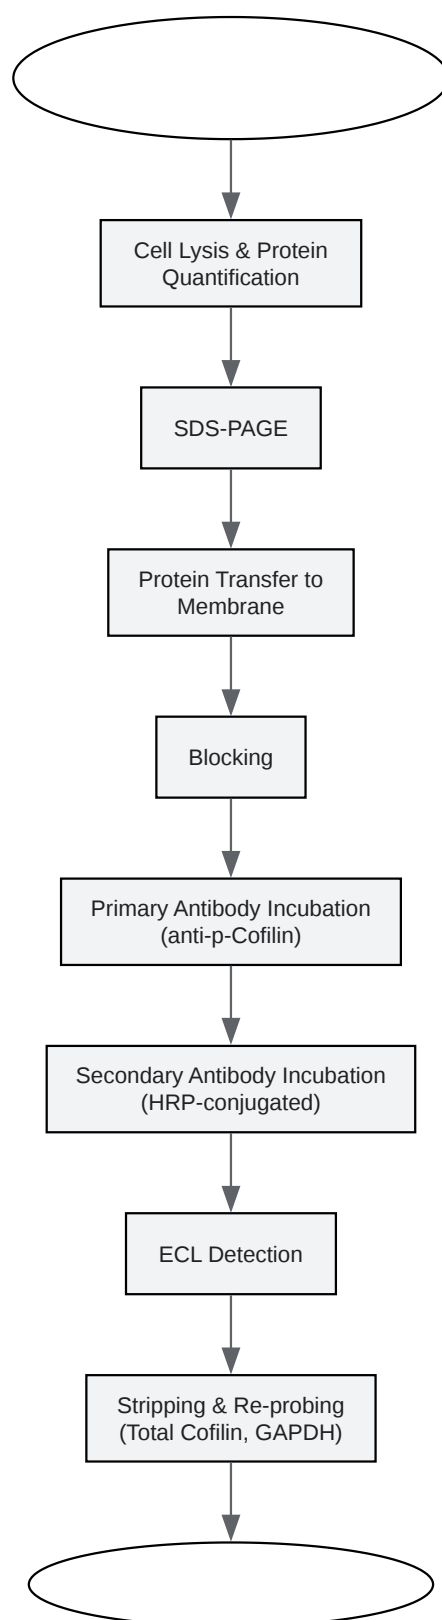 Cell Lysis & Protein
Quantification
SDS-PAGE
Protein Transfer to
Membrane
Blocking
Primary Antibody Incubation
(anti-p-Cofilin)
Secondary Antibody Incubation
(HRP-conjugated)
ECL Detection
Stripping & Re-probing
(Total Cofilin, GAPDH)